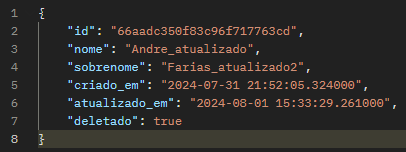 1 {
2 "id": "66aadc350f83c96f717763cd",
3 "nome": "Andre_atualizado",
4 "sobrenome": "Farias_atualizado2",
5 "criado_em": "2024-07-31 21:52:05.324000",
6 "atualizado_em": "2024-08-01 15:33:29.261000",
7 "deletado": true
8 }